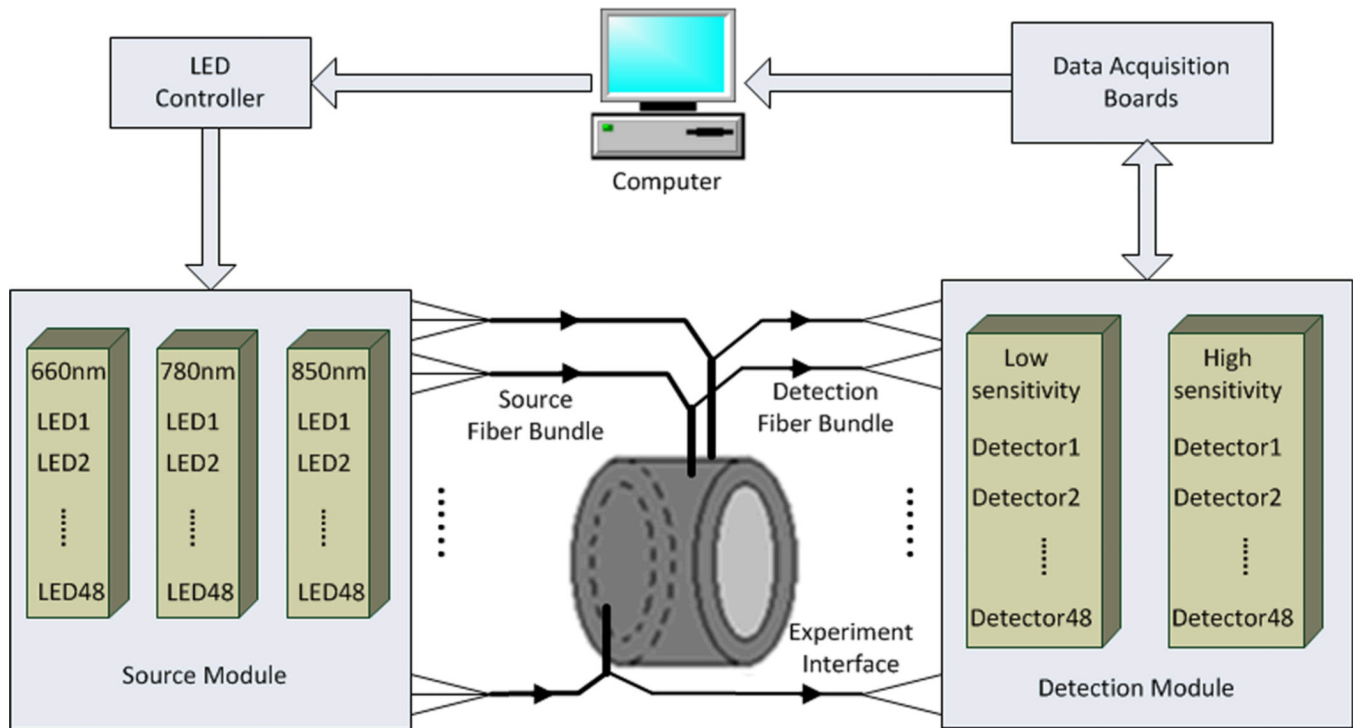 LED
Controller
Computer
Data Acquisition
Boards
660nm
LED1
LED2
LED48
780nm
LED1
LED2
LED48
850nm
LED1
LED2
LED48
Source Module
Source
Fiber Bundle
Detection
Fiber Bundle
Experiment
Interface
Low
sensitivity
Detector1
Detector2
Detector48
High
sensitivity
Detector1
Detector2
Detector48
Detection Module